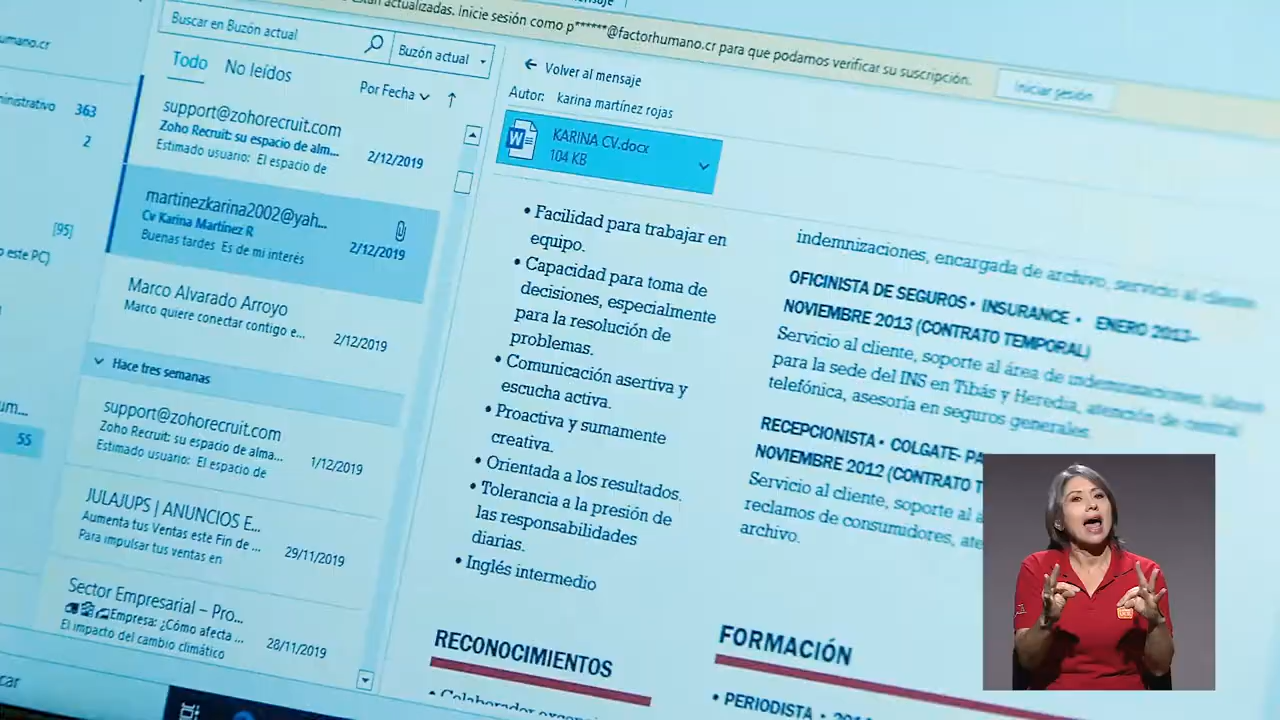 están actualizadas. Inicie sesión como p******@factorhumano.cr para que podamos verificar su suscripción.
Iniciar sesión
umano.cr
ministrativo 363
2
[95]
o este PC)
55
Buscar en Buzón actual
Buzón actual
Todo No leídos
Por Fecha
support@zohorecruit.com
Zoho Recruit: su espacio de alm...
2/12/2019
Estimado usuario: El espacio de
martinezkarina2002@yah...
Cv Karina Martínez R
2/12/2019
Buenas tardes Es de mi interés
Marco Alvarado Arroyo
Marco quiere conectar contigo e...
2/12/2019
Hace tres semanas
support@zohorecruit.com
Zoho Recruit: su espacio de alma...
1/12/2019
Estimado usuario: El espacio de
JULAJUPS | ANUNCIOS E...
Aumenta tus Ventas este Fin de ...
29/11/2019
Para impulsar tus ventas en
Sector Empresarial – Pro...
Empresa: ¿Cómo afecta ...
28/11/2019
El impacto del cambio climático
Volver al mensaje
Autor: karina martínez rojas
KARINA CV.docx
104 KB
• Facilidad para trabajar en
equipo.
• Capacidad para toma de
decisiones, especialmente
para la resolución de
problemas.
• Comunicación asertiva y
escucha activa.
• Proactiva y sumamente
creativa.
• Orientada a los resultados.
• Tolerancia a la presión de
las responsabilidades
diarias.
• Inglés intermedio
RECONOCIMIENTOS
• Colaborador
indemnizaciones, encargada de archivo, servicio al cliente
OFICINISTA DE SEGUROS • INSURANCE • ENERO 2013–
NOVIEMBRE 2013 (CONTRATO TEMPORAL)
Servicio al cliente, soporte al área de indemnizaciones, labores
para la sede del INS en Tibás y Heredia, atención de central
telefónica, asesoría en seguros generales.
RECEPCIONISTA • COLGATE- PA
NOVIEMBRE 2012 (CONTRATO T
Servicio al cliente, soporte al á
reclamos de consumidores, ate
archivo.
FORMACIÓN
• PERIODISTA •